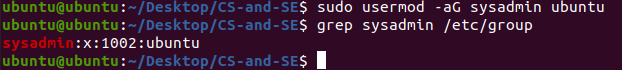 ubuntu@ubuntu:~/Desktop/CS-and-SE$ sudo usermod -aG sysadmin ubuntu
ubuntu@ubuntu:~/Desktop/CS-and-SE$ grep sysadmin /etc/group
sysadmin:x:1002:ubuntu
ubuntu@ubuntu:~/Desktop/CS-and-SE$